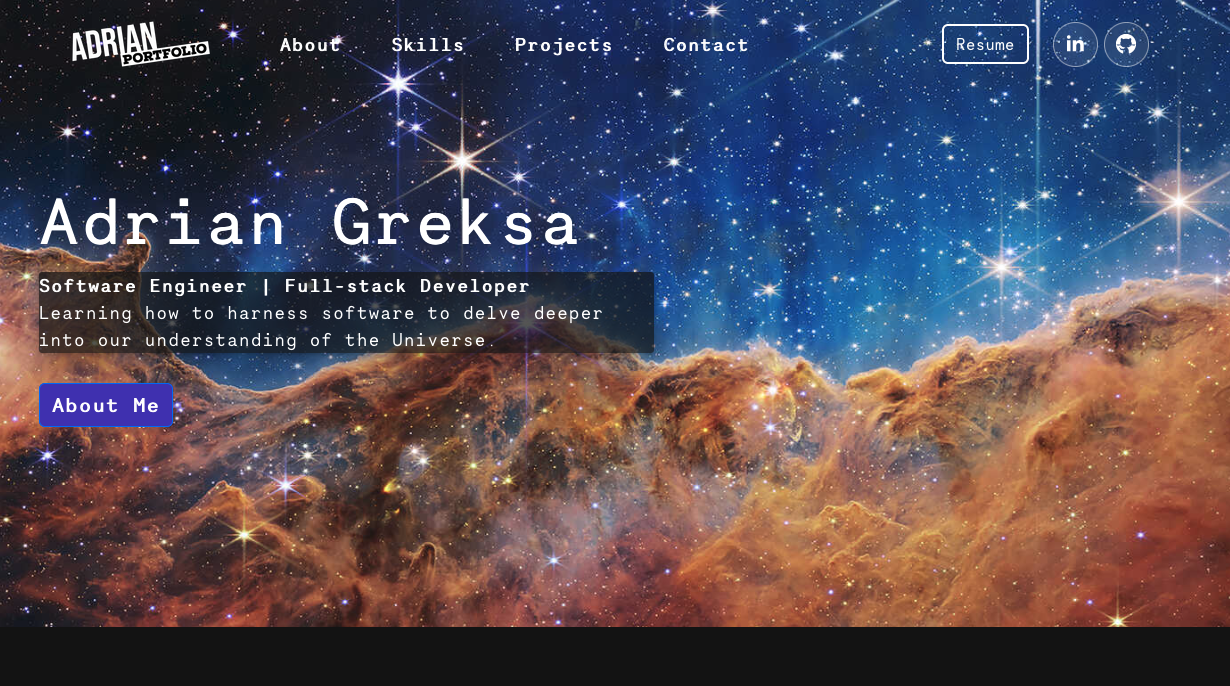 ADRIAN
PORTFOLIO
About
Skills
Projects
Contact
Resume
in
Adrian Greksa
Software Engineer | Full-stack Developer
Learning how to harness software to delve deeper
into our understanding of the Universe.
About Me